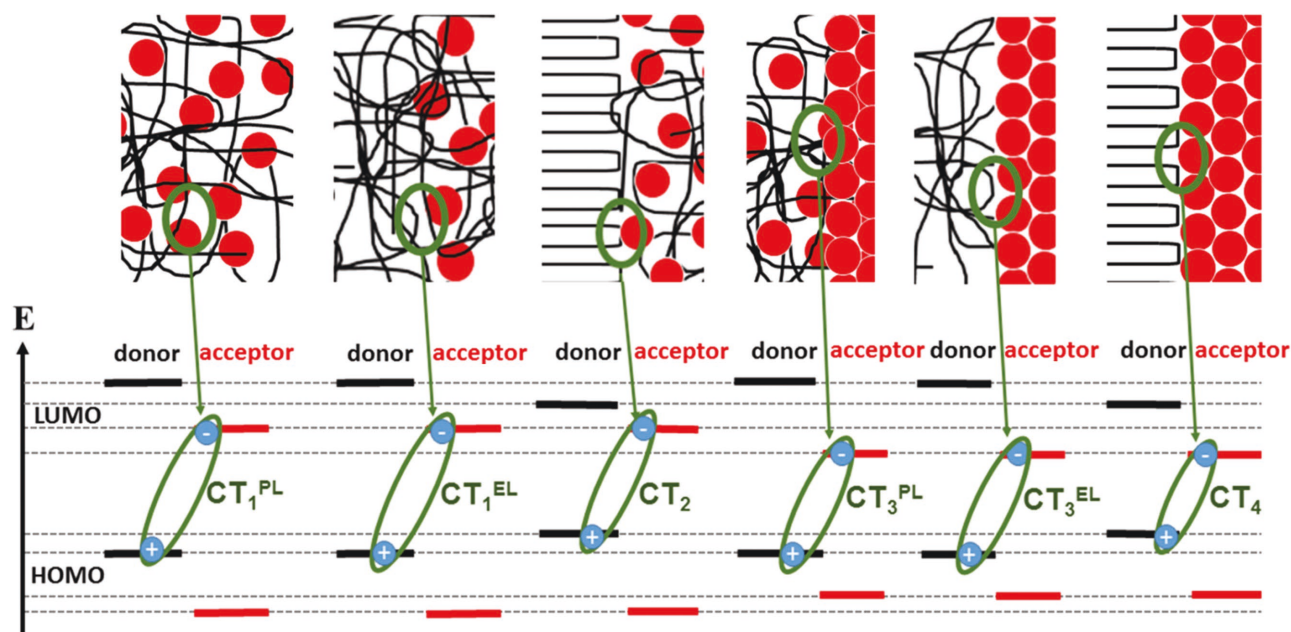 E
donor acceptor donor acceptor donor acceptor donor acceptor donor acceptor donor acceptor
LUMO
- - - - - -
CT₁ᴾᴸ CT₁ᴱᴸ CT₂ CT₃ᴾᴸ CT₃ᴱᴸ CT₄
+ + + + + +
HOMO